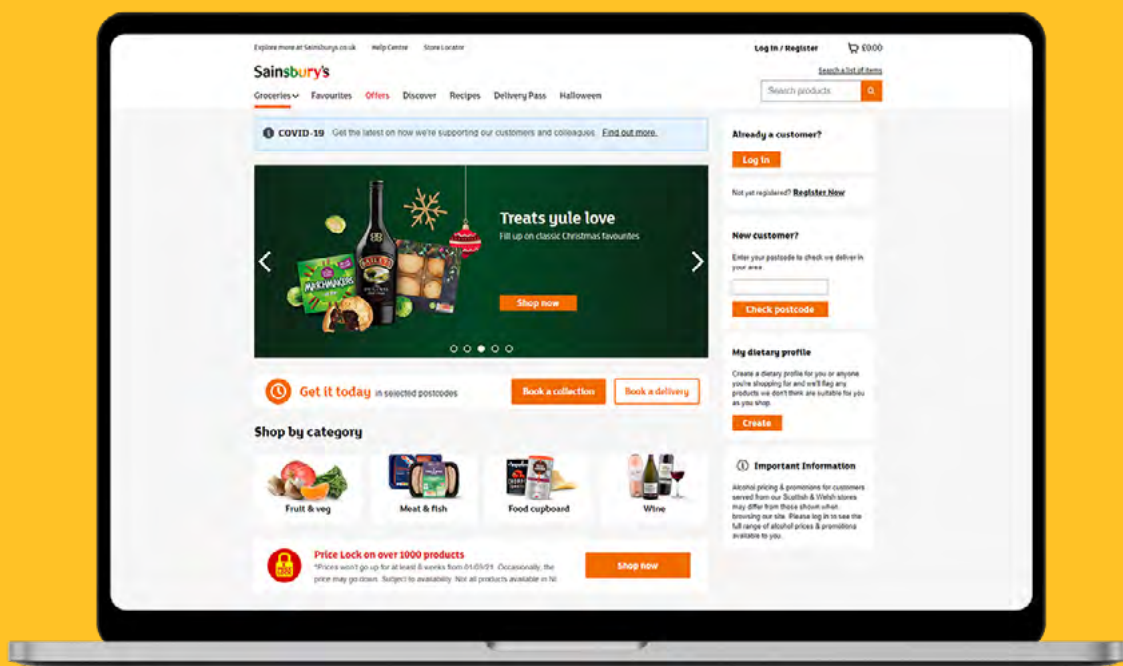 Explore more at Sainsburys.co.uk Help Center Store Locator
Log In / Register £0.00
Sainsbury's
Search a list of items
Groceries Favourites Offers Discover Recipes Delivery Pass Halloween
Search products
COVID-19 Get the latest on how we're supporting our customers and colleagues. Find out more.
Treats yule love
Fill up on classic Christmas favourites
MATCHMAKERS
BAILEYS
Shop now
Get it today in selected postcodes
Book a collection
Book a delivery
Shop by category
Fruit & veg
Meat & fish
Food cupboard
Wine
Price Lock on over 1000 products
*Prices won't go up for at least 8 weeks from 01/09/21. Occasionally, the
price may go down. Subject to availability. Not all products available in NI.
Shop now
Already a customer?
Log in
Not yet registered? Register Now
New customer?
Enter your postcode to check we deliver in
your area.
Check postcode
My dietary profile
Create a dietary profile for you or anyone
you're shopping for and we'll flag any
products we don't think are suitable for you
as you shop.
Create
Important Information
Alcohol pricing & promotions for customers
served from our Scottish & Welsh stores
may differ from those shown when
browsing our site. Please log in to see the
full range of alcohol prices & promotions
available to you.